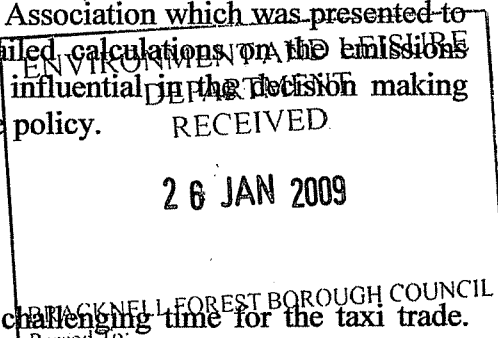 Association which was presented to
ailed calculations on the emissions
ENVIRONMENT AND LEISURE
influential in the decision making
DEPARTMENT
policy.
RECEIVED
26 JAN 2009
BRACKNELL FOREST BOROUGH COUNCIL
challenging time for the taxi trade.